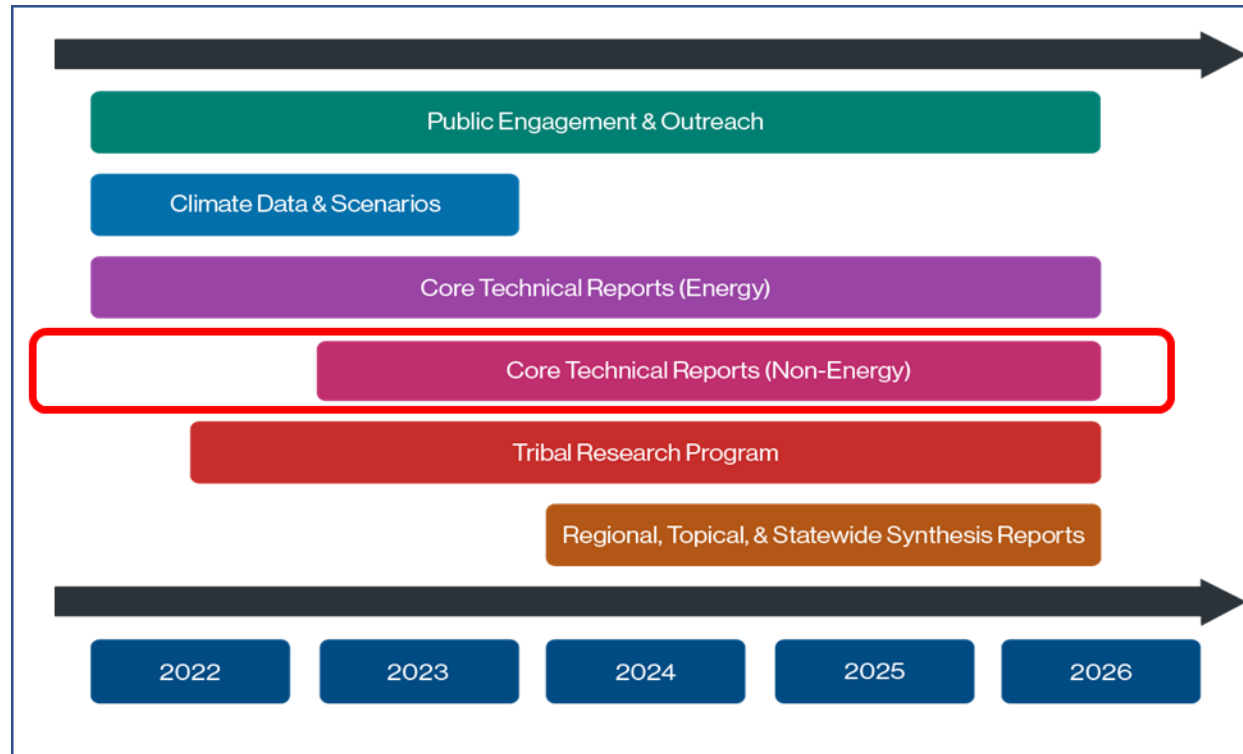 Public Engagement & Outreach
Climate Data & Scenarios
Core Technical Reports (Energy)
Core Technical Reports (Non-Energy)
Tribal Research Program
Regional, Topical, & Statewide Synthesis Reports
2022 2023 2024 2025 2026